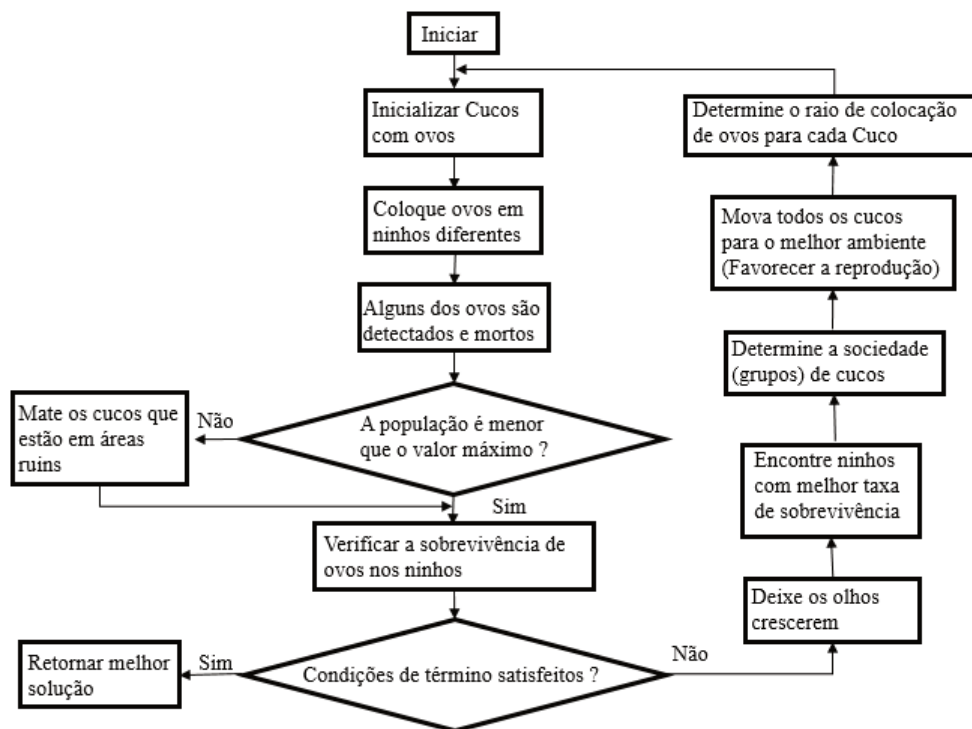 Iniciar
Inicializar Cucos
com ovos
Coloque ovos em
ninhos diferentes
Alguns dos ovos são
detectados e mortos
A população é menor
que o valor máximo ?
Não
Mate os cucos que
estão em áreas
ruins
Sim
Verificar a sobrevivência de
ovos nos ninhos
Condições de término satisfeitos ?
Sim
Retornar melhor
solução
Não
Deixe os olhos
crescerem
Encontre ninhos
com melhor taxa
de sobrevivência
Determine a sociedade
(grupos) de cucos
Mova todos os cucos
para o melhor ambiente
(Favorecer a reprodução)
Determine o raio de colocação
de ovos para cada Cuco